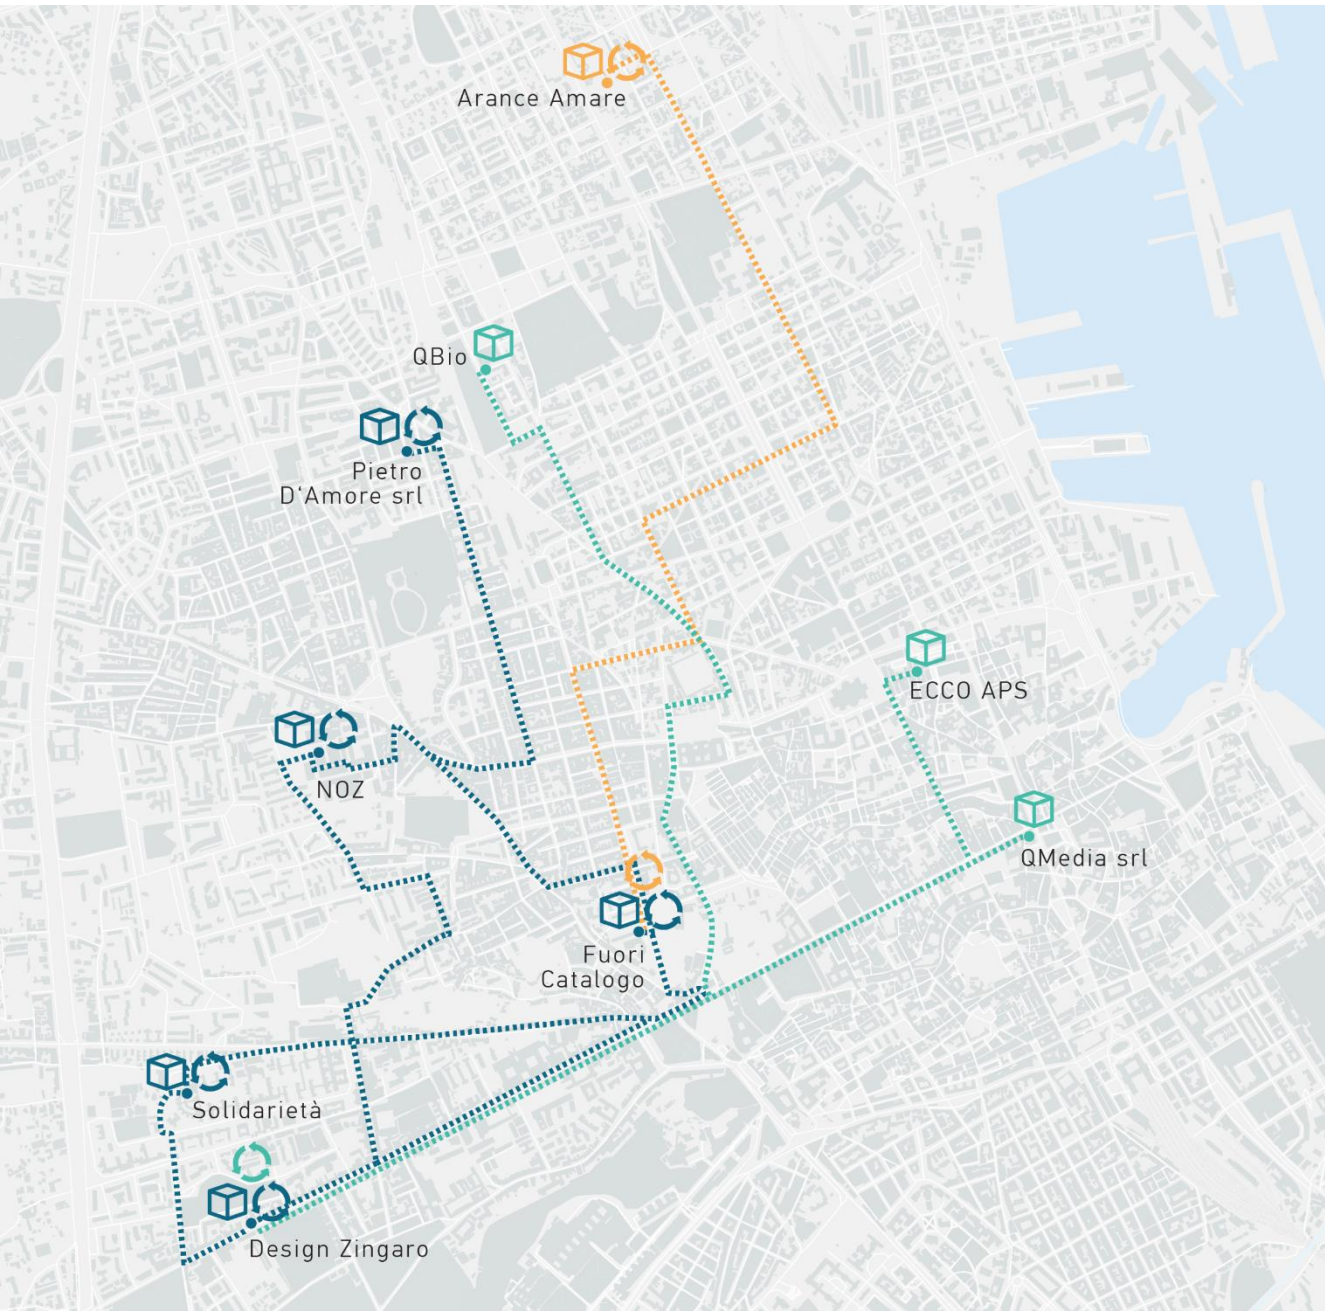 Arance Amare
QBio
Pietro
D‘Amore srl
ECCO APS
NOZ
QMedia srl
Fuori
Catalogo
Solidarietà
Design Zingaro